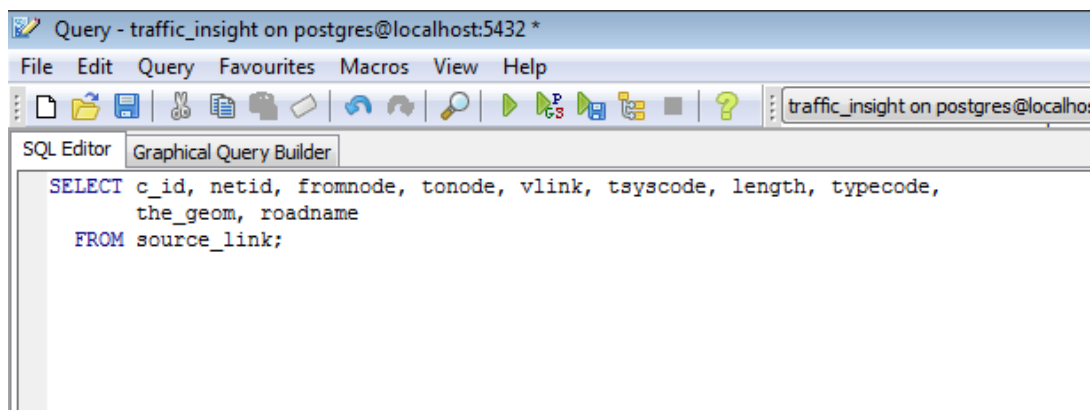 Query - traffic_insight on postgres@localhost:5432 *
File Edit Query Favourites Macros View Help
traffic_insight on postgres@localhos
SQL Editor Graphical Query Builder
SELECT c_id, netid, fromnode, tonode, vlink, tsyscode, length, typecode,
the_geom, roadname
FROM source_link;